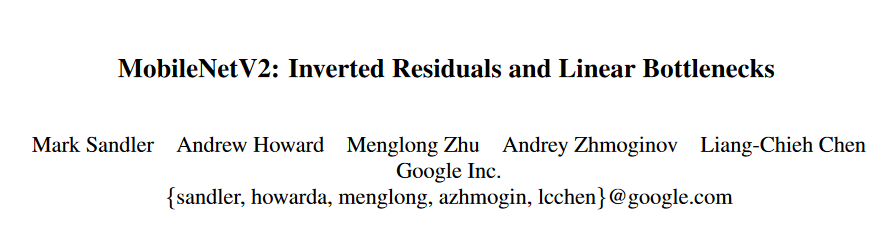 MobileNetV2: Inverted Residuals and Linear Bottlenecks
Mark Sandler Andrew Howard Menglong Zhu Andrey Zhmoginov Liang-Chieh Chen
Google Inc.
{sandler, howarda, menglong, azhmogin, lcchen}@google.com